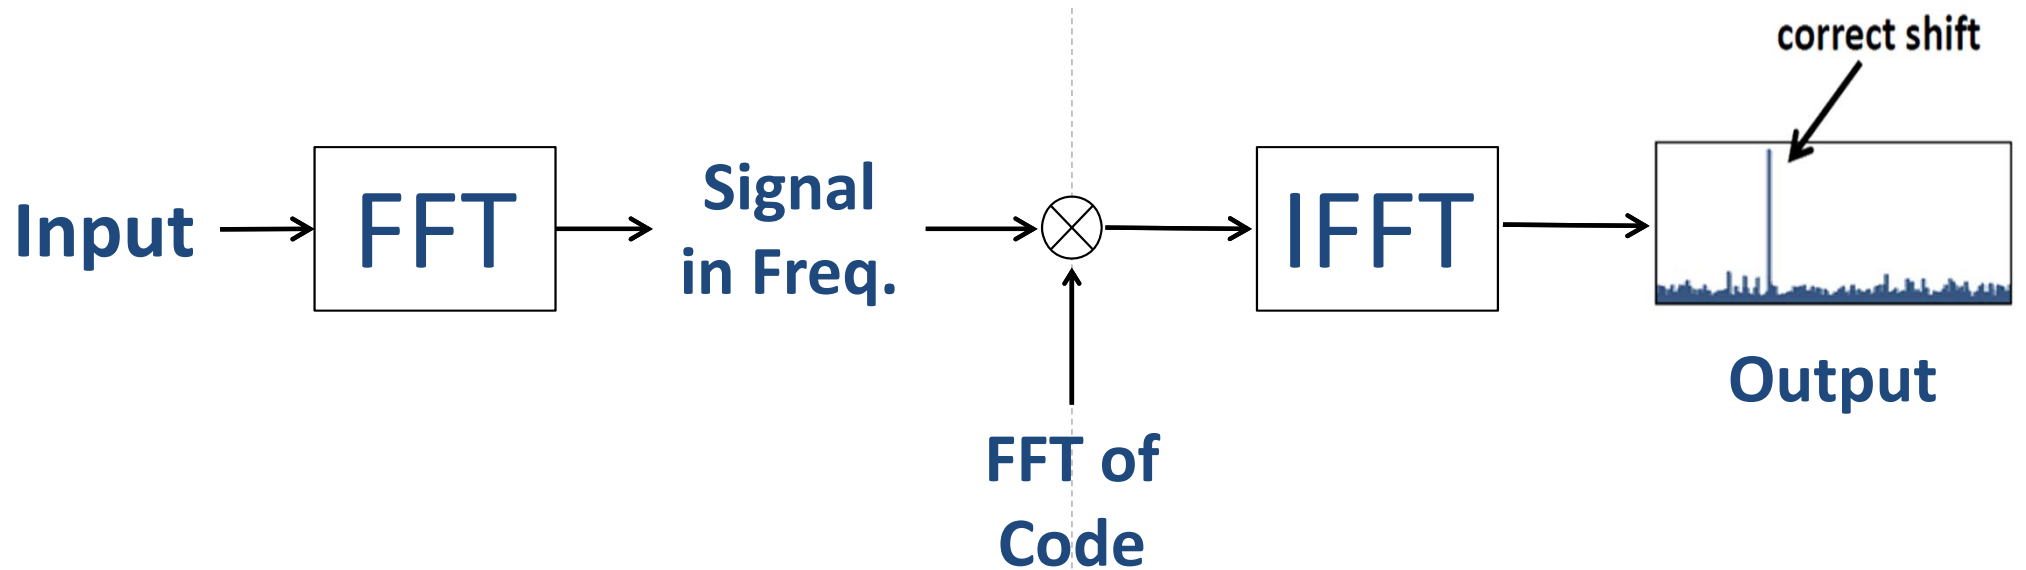 correct shift
Input
FFT
Signal
in Freq.
IFFT
Output
FFT of
Code